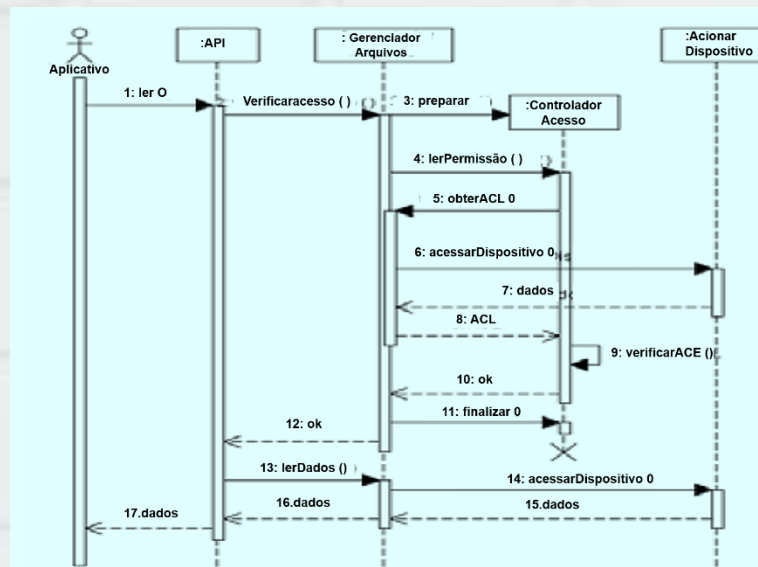 Aplicativo
:API
: Gerenclador
Arquivos
:Acionar
Dispositivo
1: ler O
Verificaracesso ( )
3: preparar
:Controlador
Acesso
4: lerPermissão ( )
5: obterACL 0
6: acessarDispositivo 0
7: dados
8: ACL
9: verificarACE ()
10: ok
11: finalizar 0
12: ok
13: lerDados ()
14: acessarDispositivo 0
15.dados
16.dados
17.dados